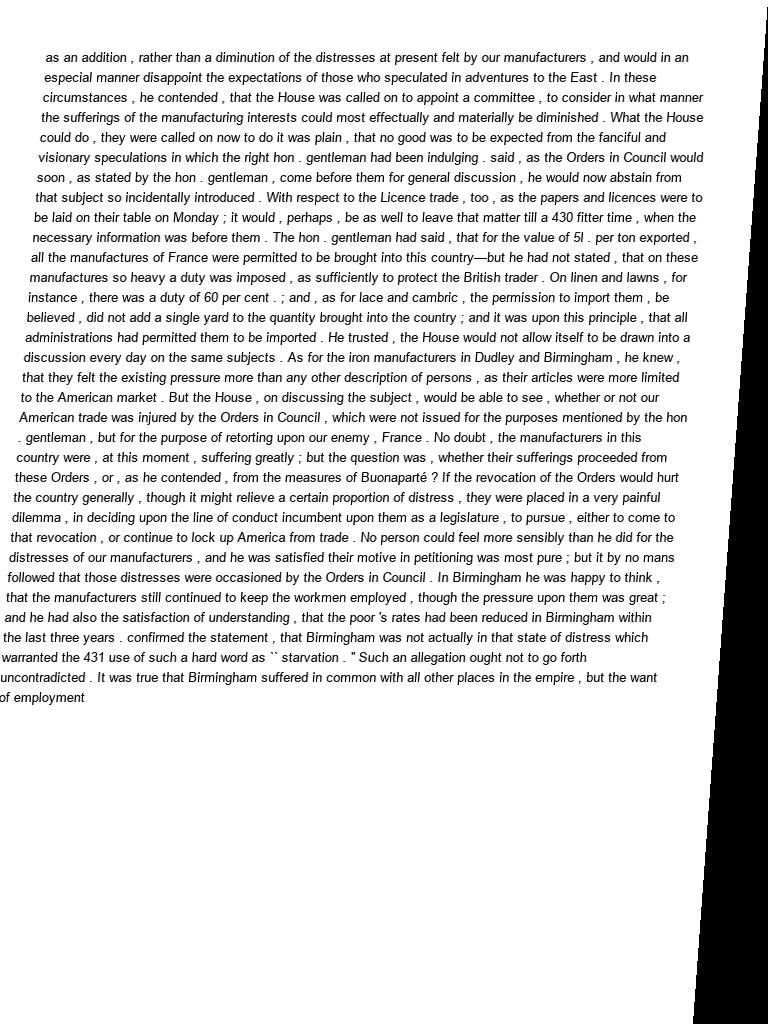 as an addition , rather than a diminution of the distresses at present felt by our manufacturers , and would in an
especial manner disappoint the expectations of those who speculated in adventures to the East . In these
circumstances , he contended , that the House was called on to appoint a committee , to consider in what manner
the sufferings of the manufacturing interests could most effectually and materially be diminished . What the House
could do , they were called on now to do it was plain , that no good was to be expected from the fanciful and
visionary speculations in which the right hon . gentleman had been indulging . said , as the Orders in Council would
soon , as stated by the hon . gentleman , come before them for general discussion , he would now abstain from
that subject so incidentally introduced . With respect to the Licence trade , too , as the papers and licences were to
be laid on their table on Monday ; it would , perhaps , be as well to leave that matter till a 430 fitter time , when the
necessary information was before them . The hon . gentleman had said , that for the value of 5l . per ton exported ,
all the manufactures of France were permitted to be brought into this country—but he had not stated , that on these
manufactures so heavy a duty was imposed , as sufficiently to protect the British trader . On linen and lawns , for
instance , there was a duty of 60 per cent . ; and , as for lace and cambric , the permission to import them , be
believed , did not add a single yard to the quantity brought into the country ; and it was upon this principle , that all
administrations had permitted them to be imported . He trusted , the House would not allow itself to be drawn into a
discussion every day on the same subjects . As for the iron manufacturers in Dudley and Birmingham , he knew ,
that they felt the existing pressure more than any other description of persons , as their articles were more limited
to the American market . But the House , on discussing the subject , would be able to see , whether or not our
American trade was injured by the Orders in Council , which were not issued for the purposes mentioned by the hon
. gentleman , but for the purpose of retorting upon our enemy , France . No doubt , the manufacturers in this
country were , at this moment , suffering greatly ; but the question was , whether their sufferings proceeded from
these Orders , or , as he contended , from the measures of Buonaparté ? If the revocation of the Orders would hurt
the country generally , though it might relieve a certain proportion of distress , they were placed in a very painful
dilemma , in deciding upon the line of conduct incumbent upon them as a legislature , to pursue , either to come to
that revocation , or continue to lock up America from trade . No person could feel more sensibly than he did for the
distresses of our manufacturers , and he was satisfied their motive in petitioning was most pure ; but it by no mans
followed that those distresses were occasioned by the Orders in Council . In Birmingham he was happy to think ,
that the manufacturers still continued to keep the workmen employed , though the pressure upon them was great ;
and he had also the satisfaction of understanding , that the poor 's rates had been reduced in Birmingham within
the last three years . confirmed the statement , that Birmingham was not actually in that state of distress which
warranted the 431 use of such a hard word as `` starvation . " Such an allegation ought not to go forth
uncontradicted . It was true that Birmingham suffered in common with all other places in the empire , but the want
of employment